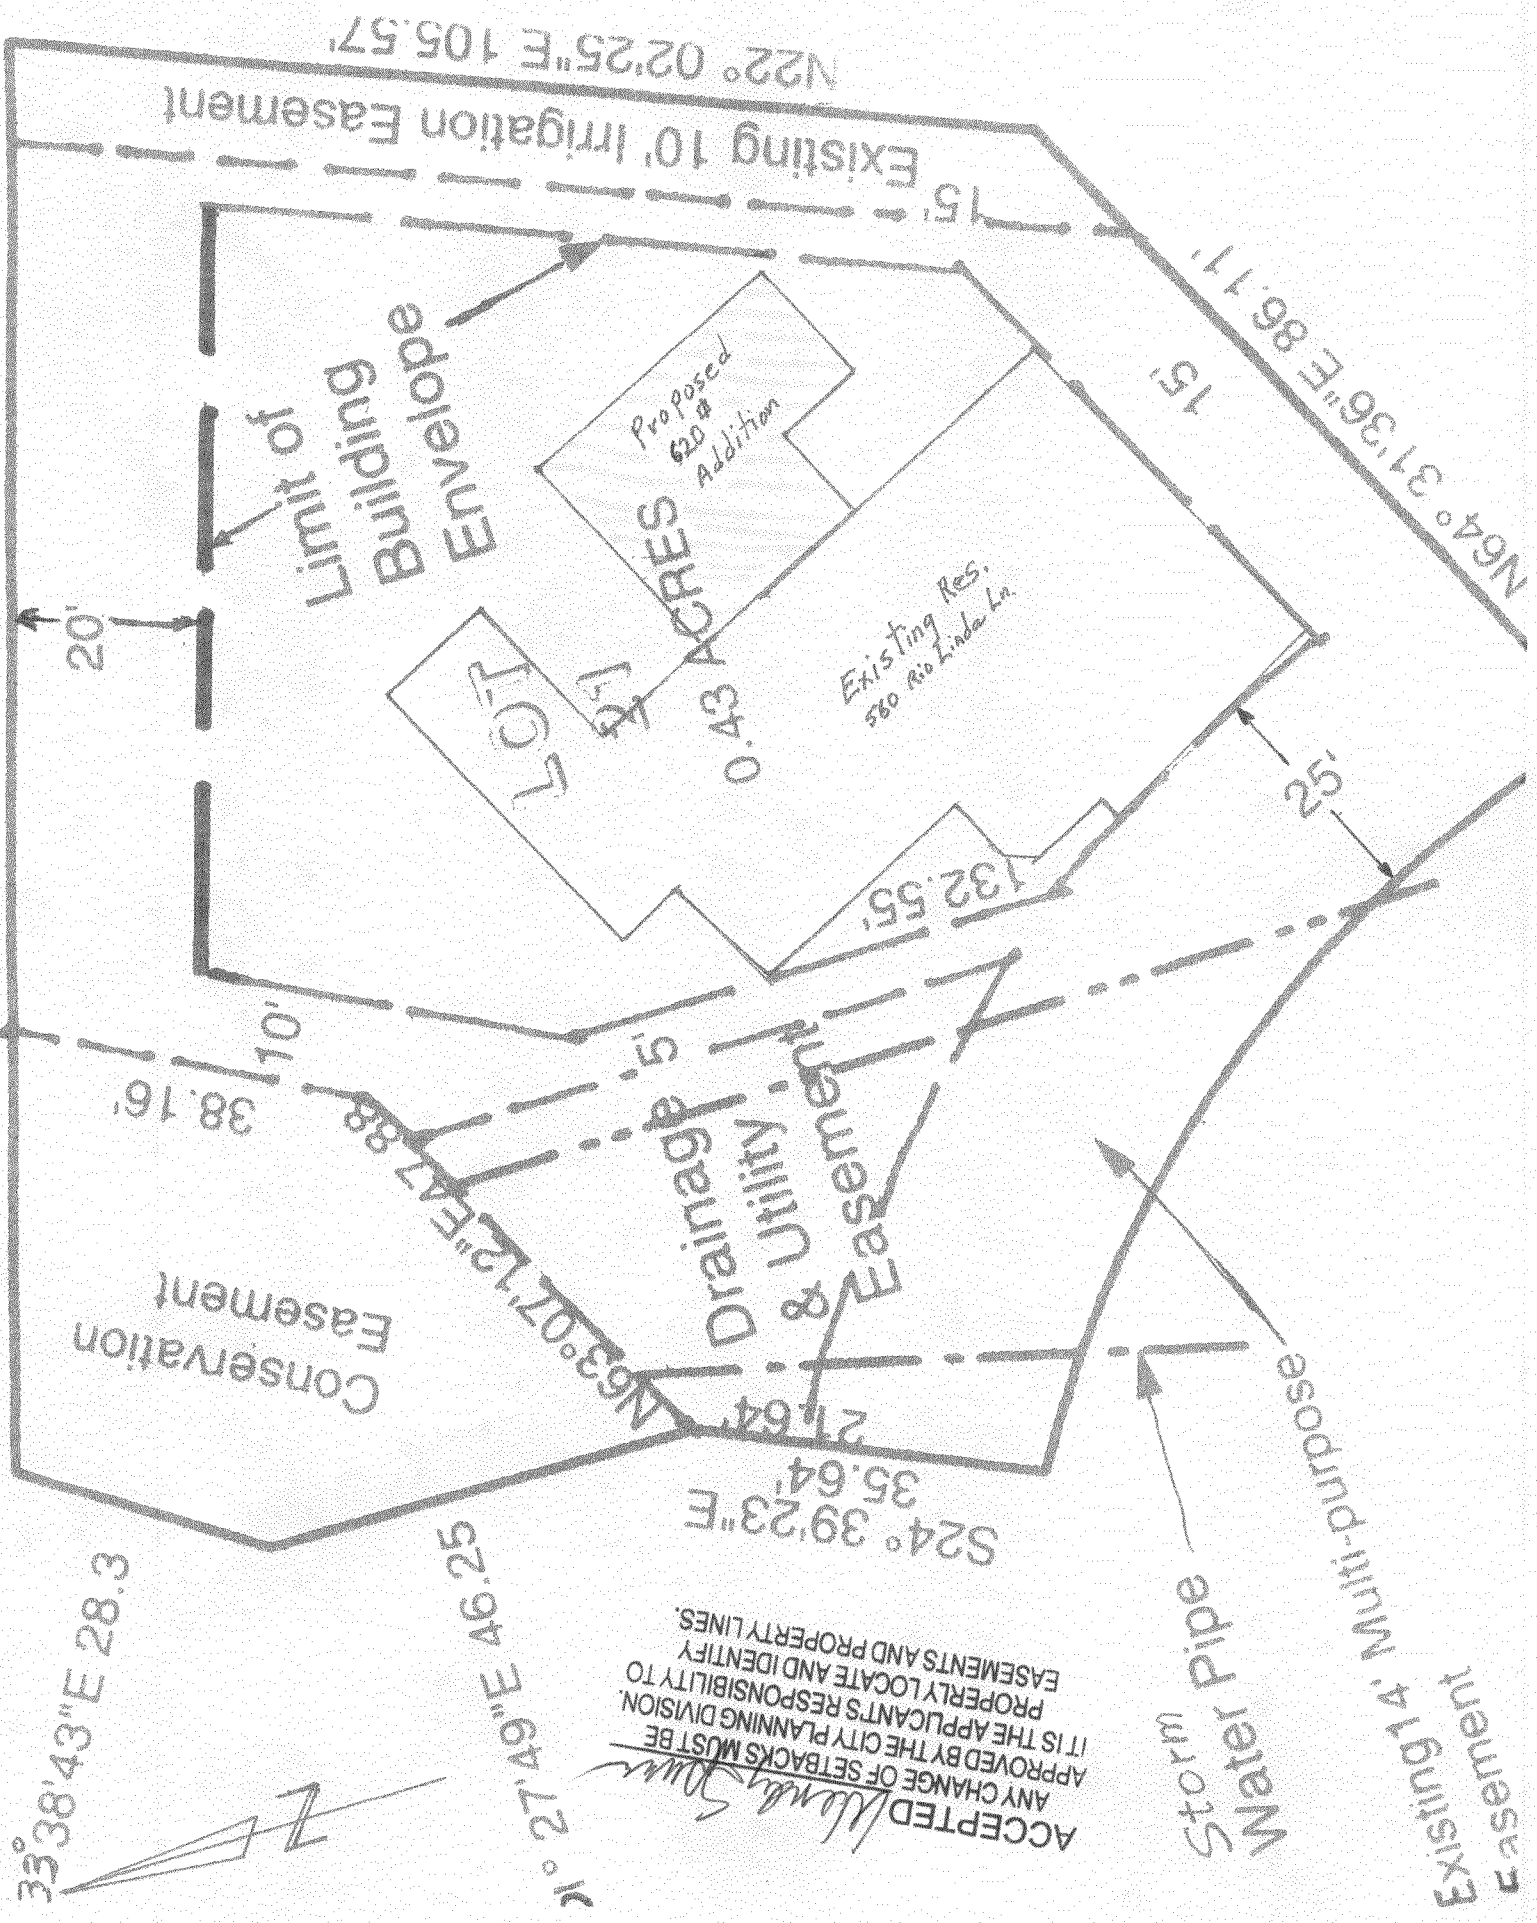 N22° 02'25"E 105.57'
Existing 10' Irrigation Easement
15'
N64° 31'36"E 86.11'
15'
20'
Limit of
Building
Envelope
Proposed
620 #
Addition
LOT
0.43 ACRES
Existing Res.
560 Rio Linda Ln.
25'
132.55'
10'
5'
38.16'
N63°07'12"E 47.88
Conservation
Easement
Drainage
& Utility
Easement
21.64'
35.64'
S24° 39'23"E
33° 38'43"E 28.3
1° 27'49"E 46.25
N
ACCEPTED
ANY CHANGE OF SETBACKS MUST BE
APPROVED BY THE CITY PLANNING DIVISION.
IT IS THE APPLICANT'S RESPONSIBILITY TO
PROPERLY LOCATE AND IDENTIFY
EASEMENTS AND PROPERTY LINES.
Storm
Water Pipe
Existing 14' Multi-purpose
Easement